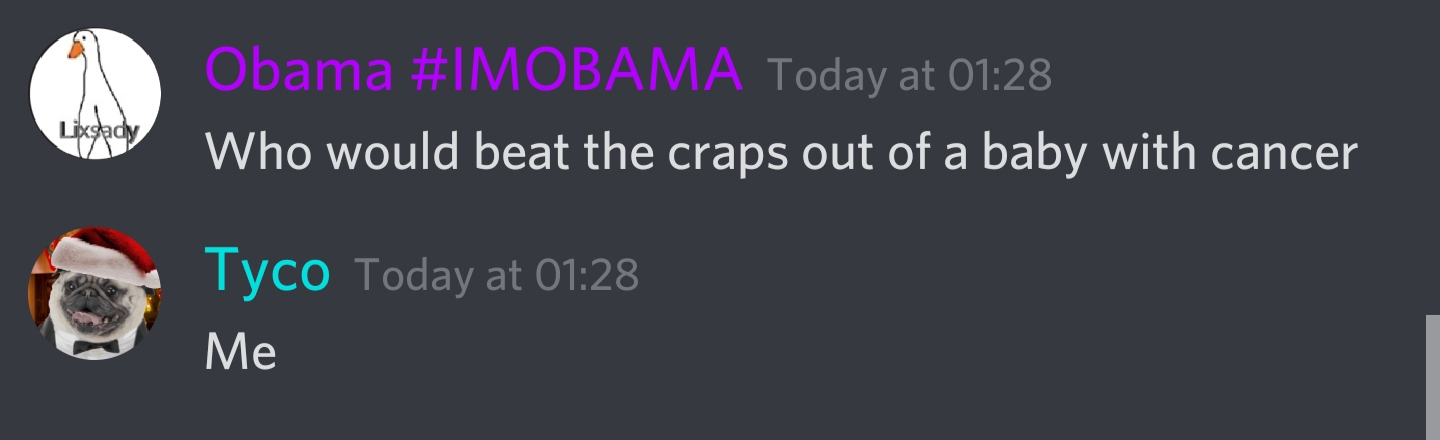 Lixsady
Obama #IMOBAMA Today at 01:28
Who would beat the craps out of a baby with cancer
Tyco Today at 01:28
Me